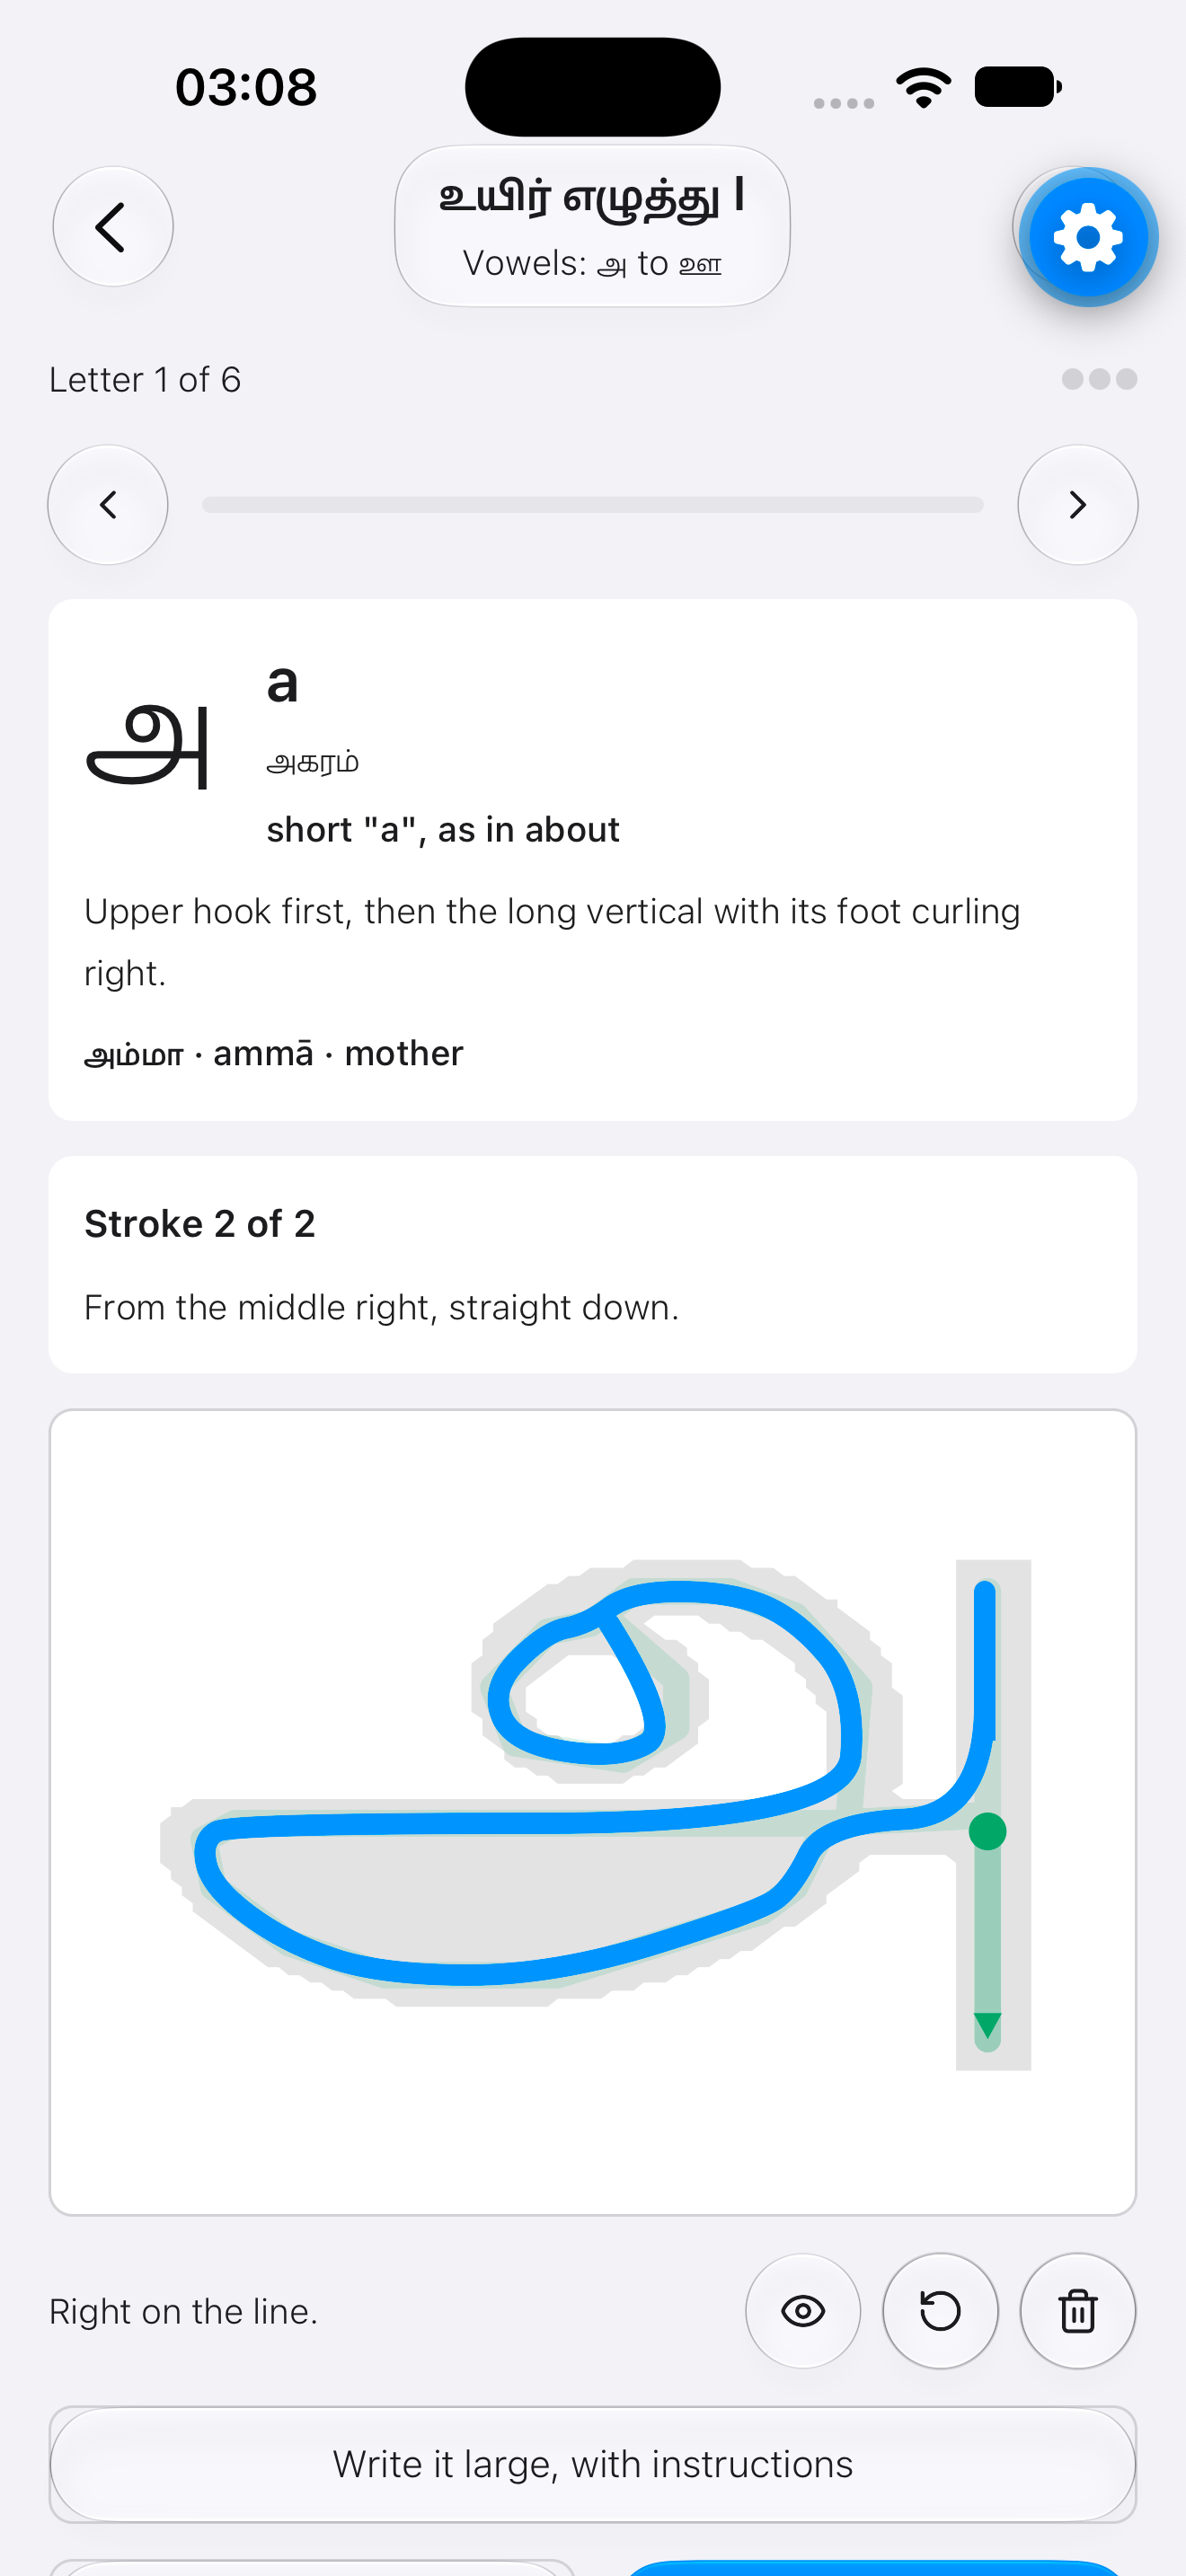 03:08
உயிர் எழுத்து I
Vowels: அ to ஊ
Letter 1 of 6
அ
a
அகரம்
short "a", as in about
Upper hook first, then the long vertical with its foot curling
right.
அம்மா · ammā · mother
Stroke 2 of 2
From the middle right, straight down.
Right on the line.
Write it large, with instructions